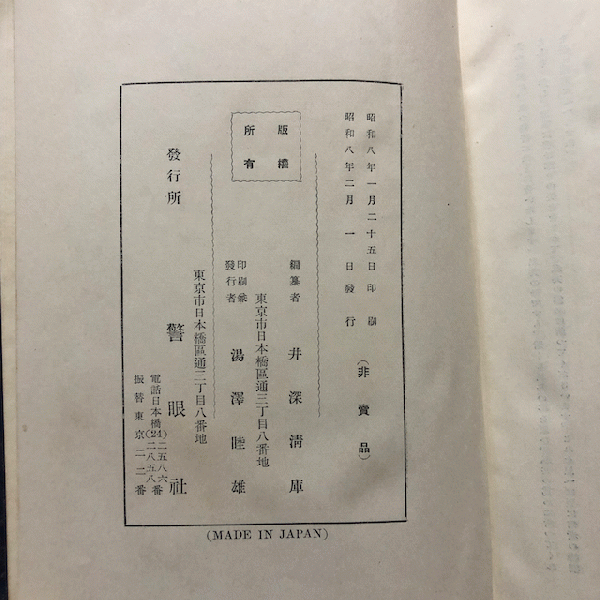 昭和八年一月二十五日印刷
昭和八年二月一日發行
(非賣品)
版權
所有
編纂者 井深清庫
東京市日本橋區通三丁目八番地
印刷兼
發行者 湯澤睦雄
東京市日本橋區通三丁目八番地
發行所 警眼社
電話日本橋(24)二五八六番
二八五八番
振替東京一二番
(MADE IN JAPAN)